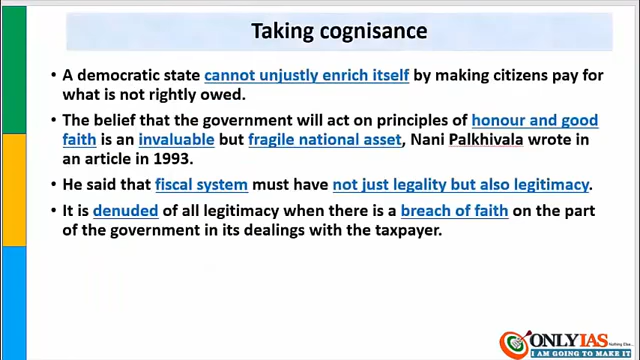 Taking cognisance
• A democratic state cannot unjustly enrich itself by making citizens pay for
what is not rightly owed.
• The belief that the government will act on principles of honour and good
faith is an invaluable but fragile national asset, Nani Palkhivala wrote in
an article in 1993.
• He said that fiscal system must have not just legality but also legitimacy.
• It is denuded of all legitimacy when there is a breach of faith on the part
of the government in its dealings with the taxpayer.
ONLYIAS
Nothing Else..
I AM GOING TO MAKE IT